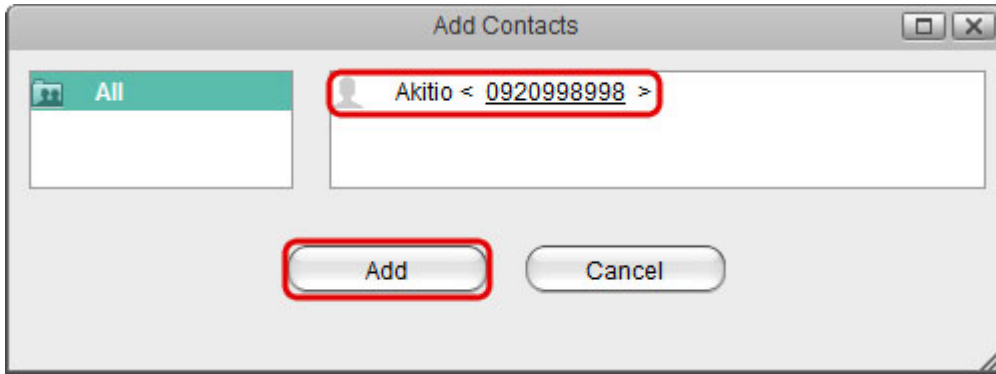 Add Contacts
All
Akitio < 0920998998 >
Add
Cancel